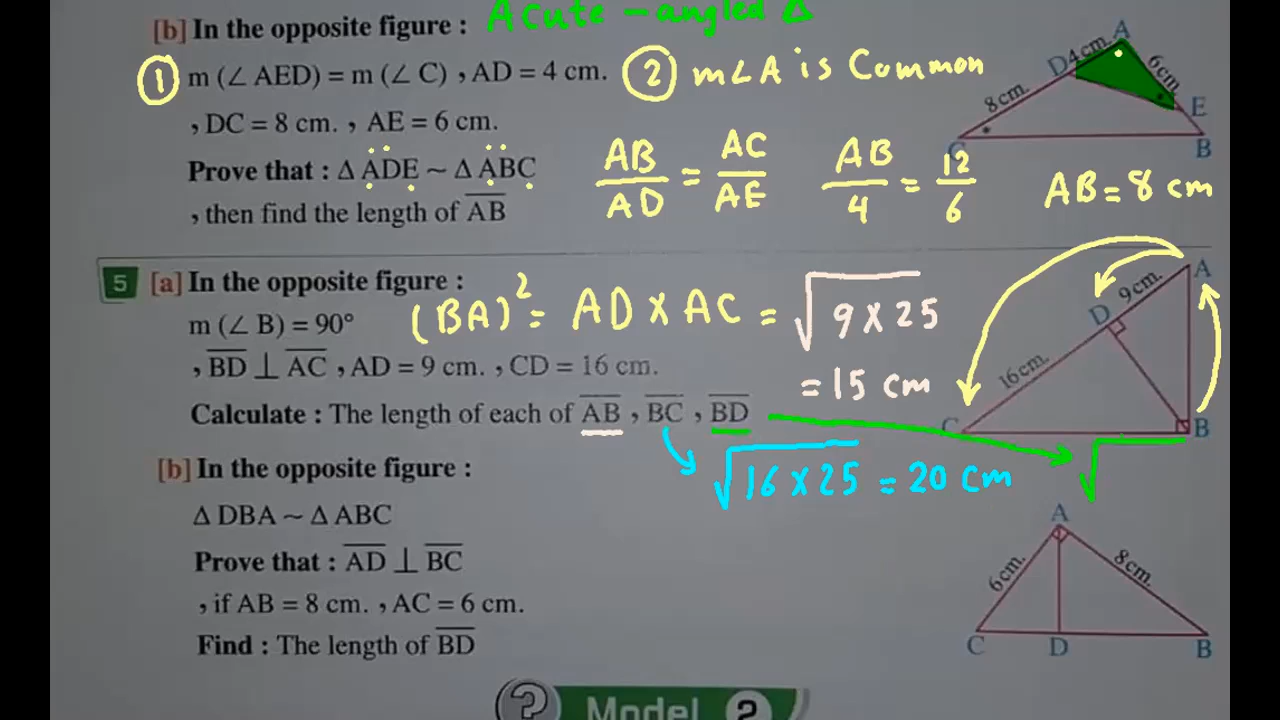 Acute - angled Δ
[b] In the opposite figure :
① m (∠ AED) = m (∠ C) , AD = 4 cm. ② m∠A is Common
, DC = 8 cm. , AE = 6 cm.
Prove that : Δ ADE ~ Δ ABC
, then find the length of AB
AB/AD = AC/AE AB/4 = 12/6 AB = 8 cm
A
D 4cm. 6cm.
8cm. E
C B
5 [a] In the opposite figure :
m (∠ B) = 90°
, BD ⊥ AC , AD = 9 cm. , CD = 16 cm.
Calculate : The length of each of AB , BC , BD
(BA)² = AD × AC = √9 × 25
= 15 cm
√16 × 25 = 20 cm √
A
D 9cm.
16cm.
C B
[b] In the opposite figure :
Δ DBA ~ Δ ABC
Prove that : AD ⊥ BC
, if AB = 8 cm. , AC = 6 cm.
Find : The length of BD
A
6cm. 8cm.
C D B
? Model 2